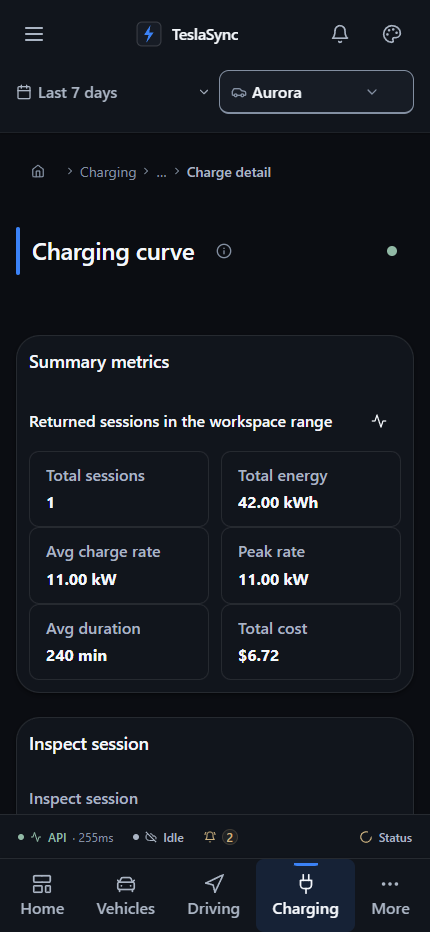 TeslaSync
Last 7 days
Aurora
Charging
...
Charge detail
Charging curve
Summary metrics
Returned sessions in the workspace range
Total sessions
1
Total energy
42.00 kWh
Avg charge rate
11.00 kW
Peak rate
11.00 kW
Avg duration
240 min
Total cost
$6.72
Inspect session
Inspect session
API · 255ms
Idle
2
Status
Home
Vehicles
Driving
Charging
More